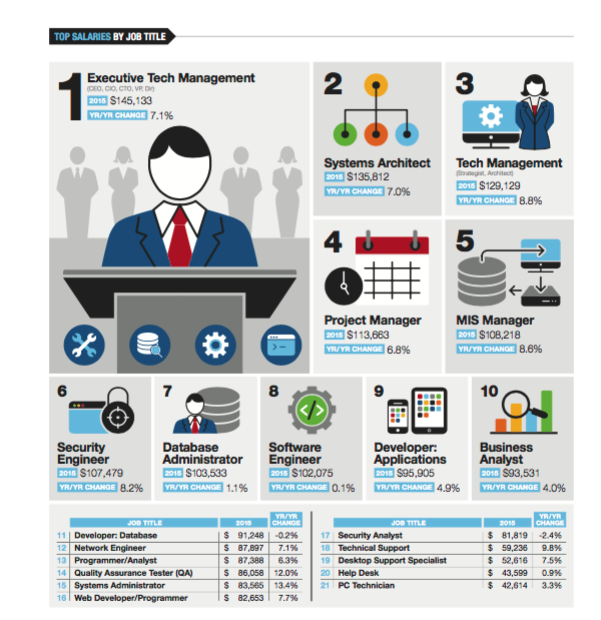 TOP SALARIES BY JOB TITLE
1
Executive Tech Management
(CEO, CIO, CTO, VP, Dir)
2015 $145,133
YR/YR CHANGE 7.1%
2
Systems Architect
2015 $135,812
YR/YR CHANGE 7.0%
3
Tech Management
(Strategist, Architect)
2015 $129,129
YR/YR CHANGE 8.8%
4
Project Manager
2015 $113,663
YR/YR CHANGE 6.8%
5
MIS Manager
2015 $108,218
YR/YR CHANGE 8.6%
6
Security
Engineer
2015 $107,479
YR/YR CHANGE 8.2%
7
Database
Administrator
2015 $103,533
YR/YR CHANGE 1.1%
8
</>
Software
Engineer
2015 $102,075
YR/YR CHANGE 0.1%
9
Developer:
Applications
2015 $95,905
YR/YR CHANGE 4.9%
10
Business
Analyst
2015 $93,531
YR/YR CHANGE 4.0%
JOB TITLE 2015 YR/YR CHANGE
11 Developer: Database $ 91,248 -0.2%
12 Network Engineer $ 87,897 7.1%
13 Programmer/Analyst $ 87,388 6.3%
14 Quality Assurance Tester (QA) $ 86,058 12.0%
15 Systems Administrator $ 83,565 13.4%
16 Web Developer/Programmer $ 82,653 7.7%
JOB TITLE 2015 YR/YR CHANGE
17 Security Analyst $ 81,819 -2.4%
18 Technical Support $ 59,236 9.8%
19 Desktop Support Specialist $ 52,616 7.5%
20 Help Desk $ 43,599 0.9%
21 PC Technician $ 42,614 3.3%